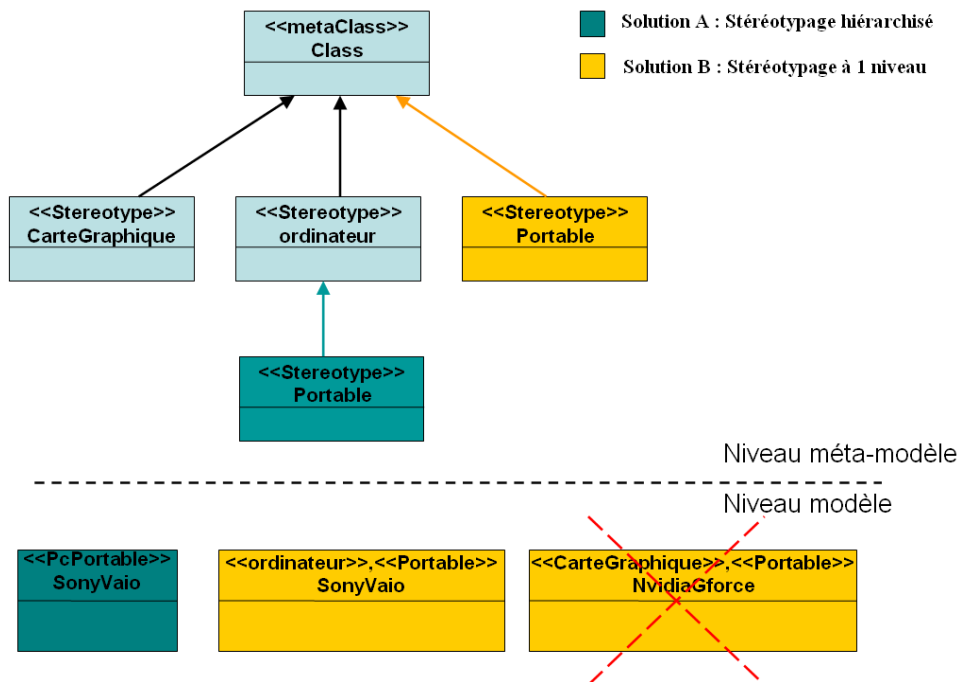 <<metaClass>>
Class
Solution A : Stéréotypage hiérarchisé
Solution B : Stéréotypage à 1 niveau
<<Stereotype>>
CarteGraphique
<<Stereotype>>
ordinateur
<<Stereotype>>
Portable
<<Stereotype>>
Portable
Niveau méta-modèle
Niveau modèle
<<PcPortable>>
SonyVaio
<<ordinateur>>,<<Portable>>
SonyVaio
<<CarteGraphique>>,<<Portable>>
NvidiaGforce